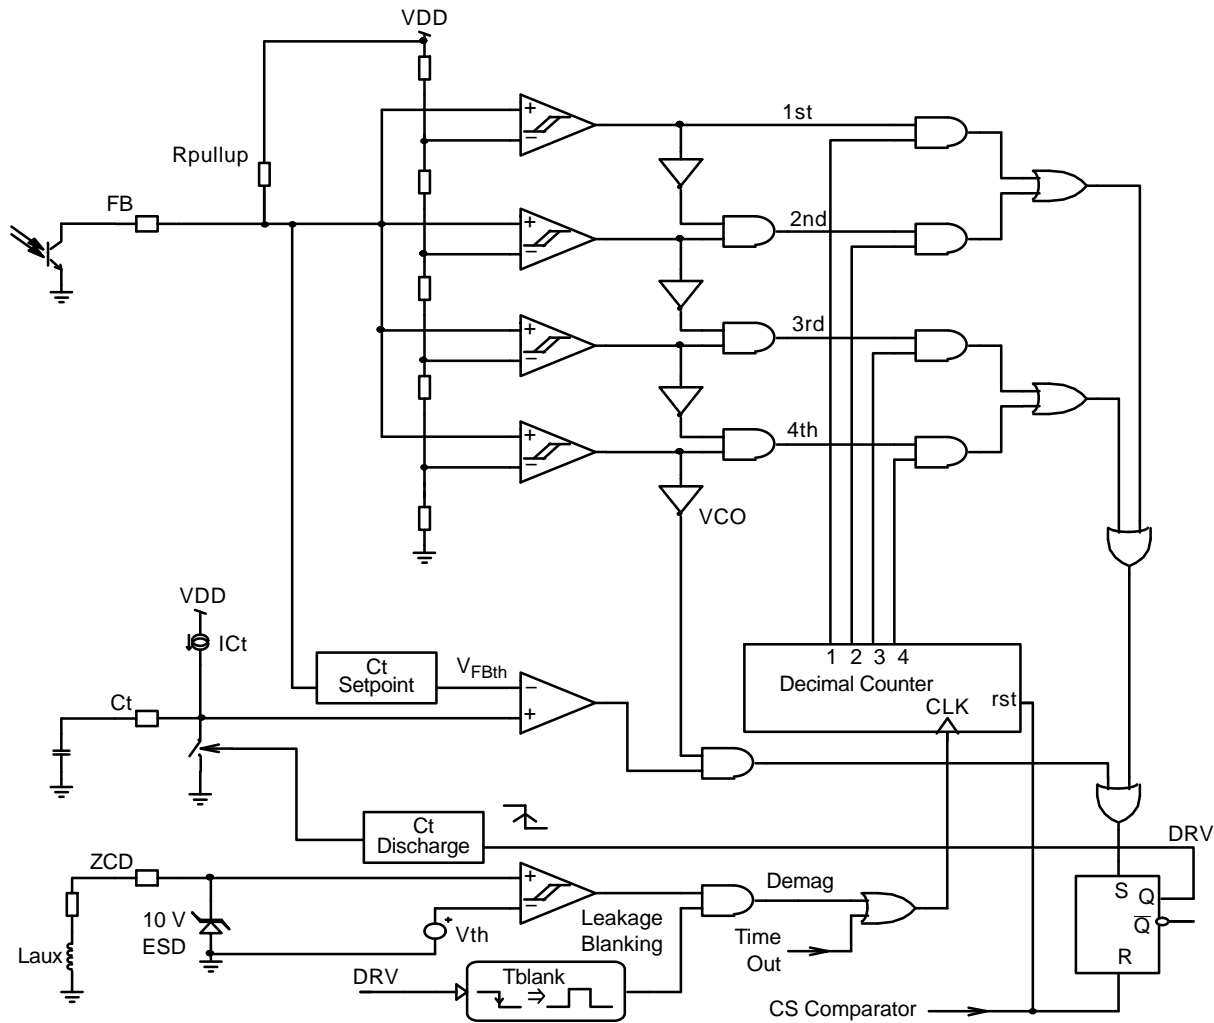 VDD
1st
Rpullup
FB
2nd
3rd
4th
VCO
VDD
ICt
1 2 3 4
Decimal Counter
rst
CLK
Ct
Setpoint
VFBth
Ct
Ct
Discharge
DRV
ZCD
Demag
S Q
Q
R
10 V
ESD
Vth
Leakage
Blanking
Time
Out
Laux
DRV
Tblank
CS Comparator